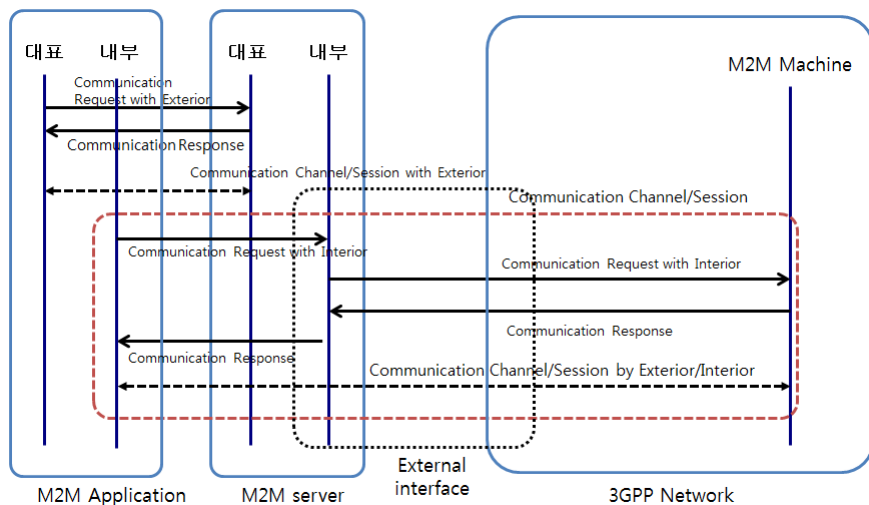 대표 내부 대표 내부
M2M Machine
Communication
Request with Exterior
Communication Response
Communication Channel/Session with Exterior
Communication Channel/Session
Communication Request with Interior
Communication Request with Interior
Communication Response
Communication Response
Communication Channel/Session by Exterior/Interior
External
interface
M2M Application M2M server 3GPP Network